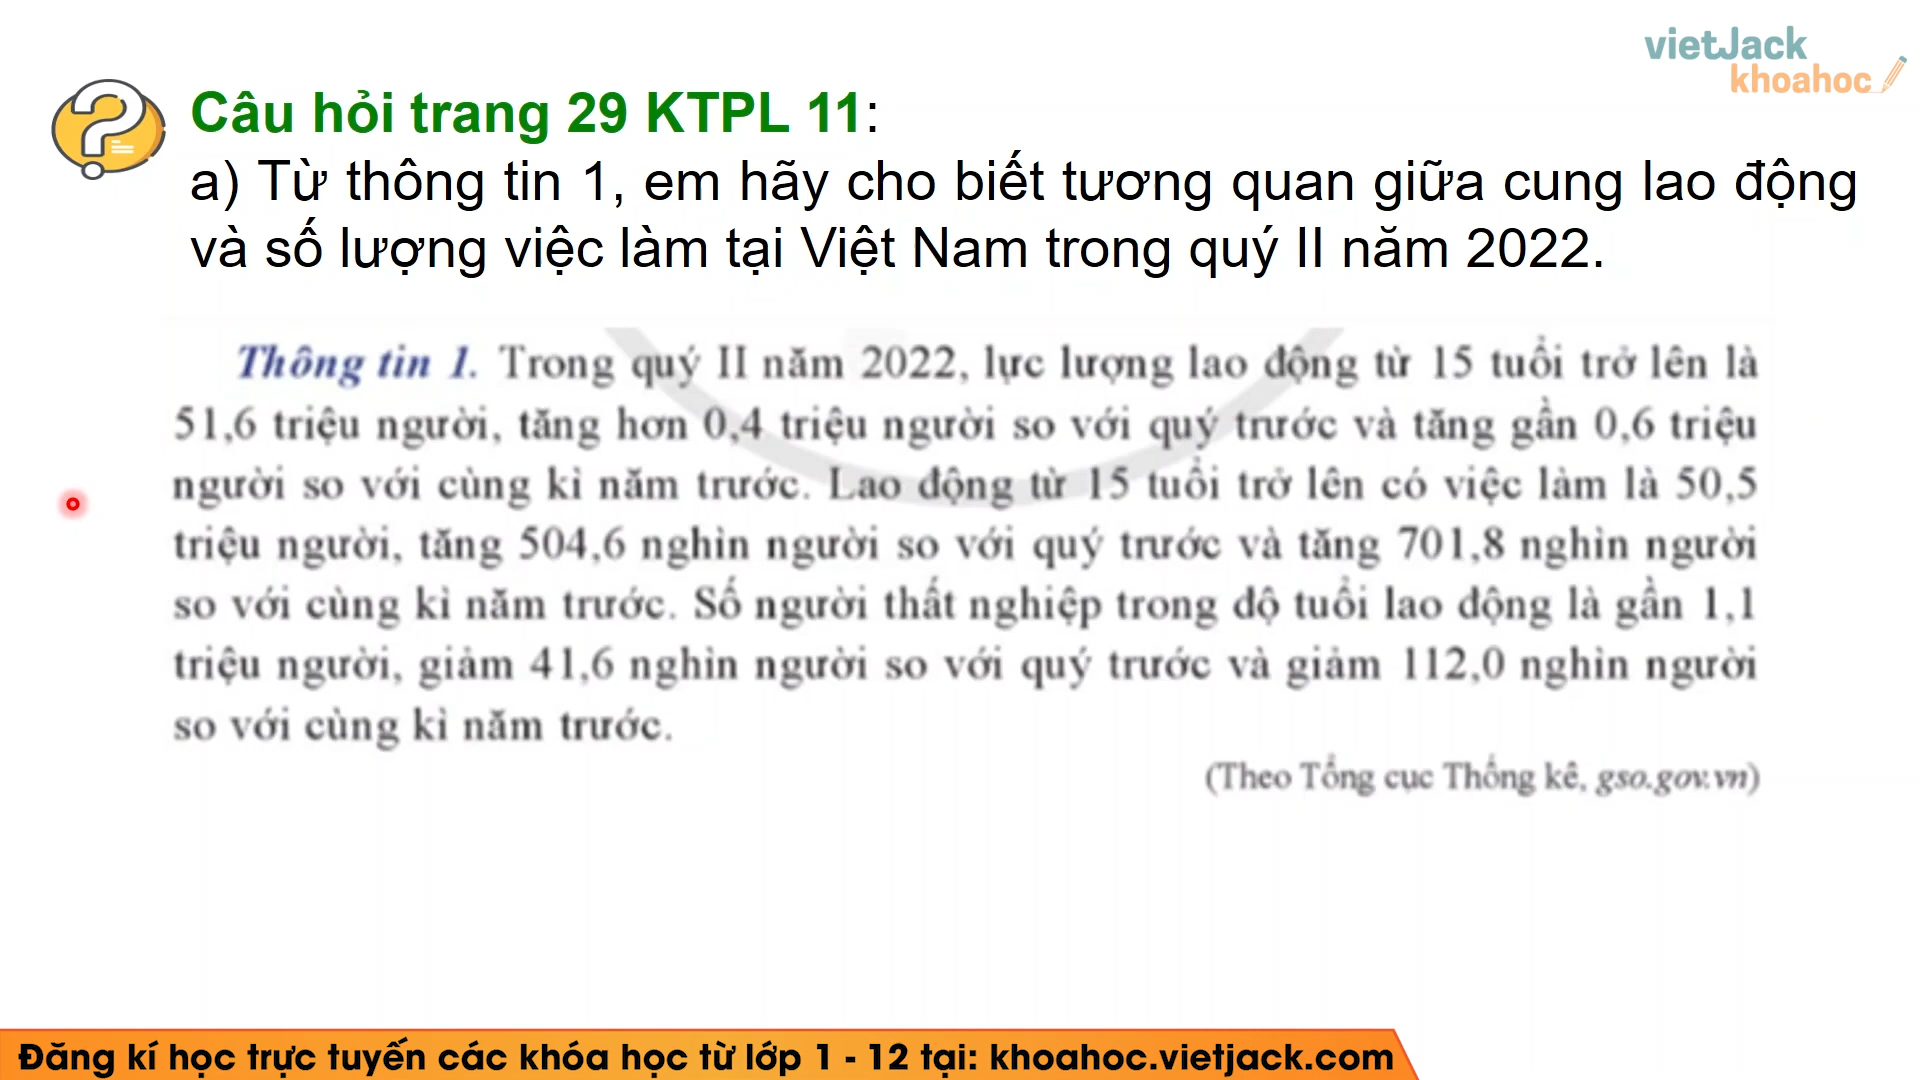 vietJack
khoahoc
Câu hỏi trang 29 KTPL 11:
a) Từ thông tin 1, em hãy cho biết tương quan giữa cung lao động
và số lượng việc làm tại Việt Nam trong quý II năm 2022.
Thông tin 1. Trong quý II năm 2022, lực lượng lao động từ 15 tuổi trở lên là
51,6 triệu người, tăng hơn 0,4 triệu người so với quý trước và tăng gần 0,6 triệu
người so với cùng kì năm trước. Lao động từ 15 tuổi trở lên có việc làm là 50,5
triệu người, tăng 504,6 nghìn người so với quý trước và tăng 701,8 nghìn người
so với cùng kì năm trước. Số người thất nghiệp trong độ tuổi lao động là gần 1,1
triệu người, giảm 41,6 nghìn người so với quý trước và giảm 112,0 nghìn người
so với cùng kì năm trước.
(Theo Tổng cục Thống kê, gso.gov.vn)
Đăng kí học trực tuyến các khóa học từ lớp 1 - 12 tại: khoahoc.vietjack.com